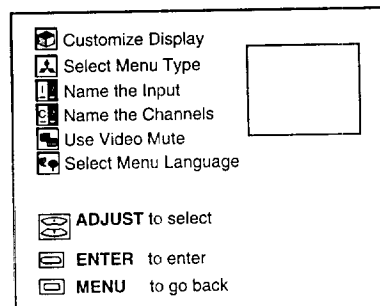 Customize Display
Select Menu Type
Name the Input
Name the Channels
Use Video Mute
Select Menu Language
ADJUST to select
ENTER to enter
MENU to go back